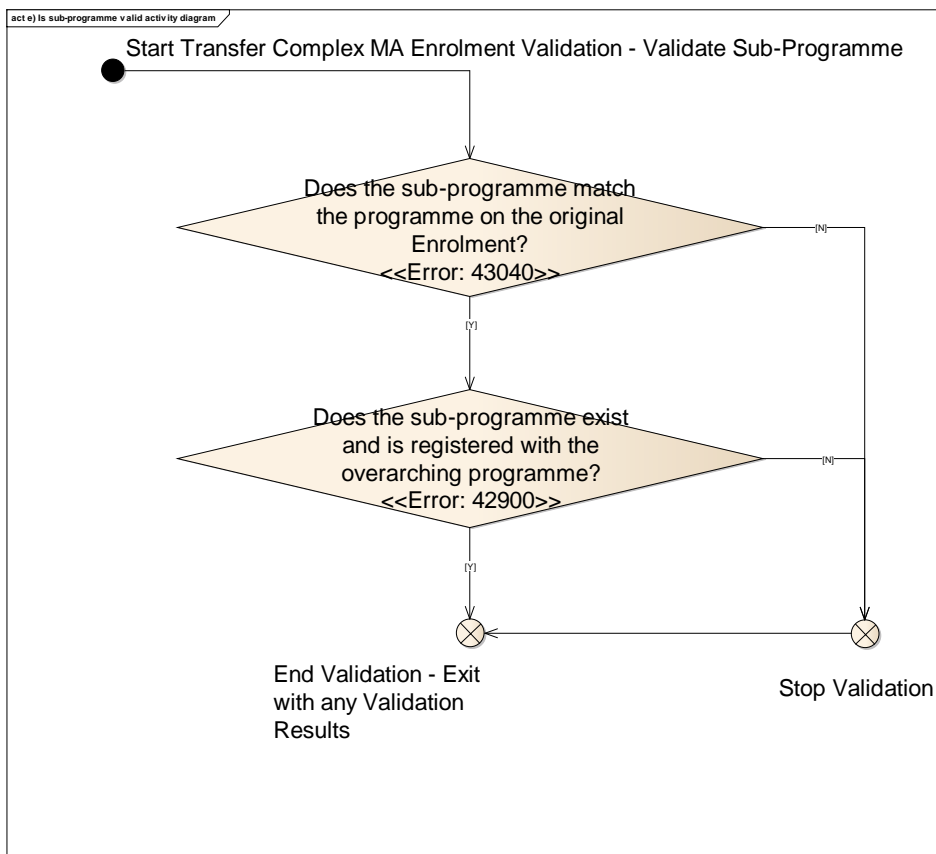 act e) Is sub-programme valid activity diagram
Start Transfer Complex MA Enrolment Validation - Validate Sub-Programme
Does the sub-programme match
the programme on the original
Enrolment?
<<Error: 43040>>
[N]
[Y]
Does the sub-programme exist
and is registered with the
overarching programme?
<<Error: 42900>>
[N]
[Y]
End Validation - Exit
with any Validation
Results
Stop Validation